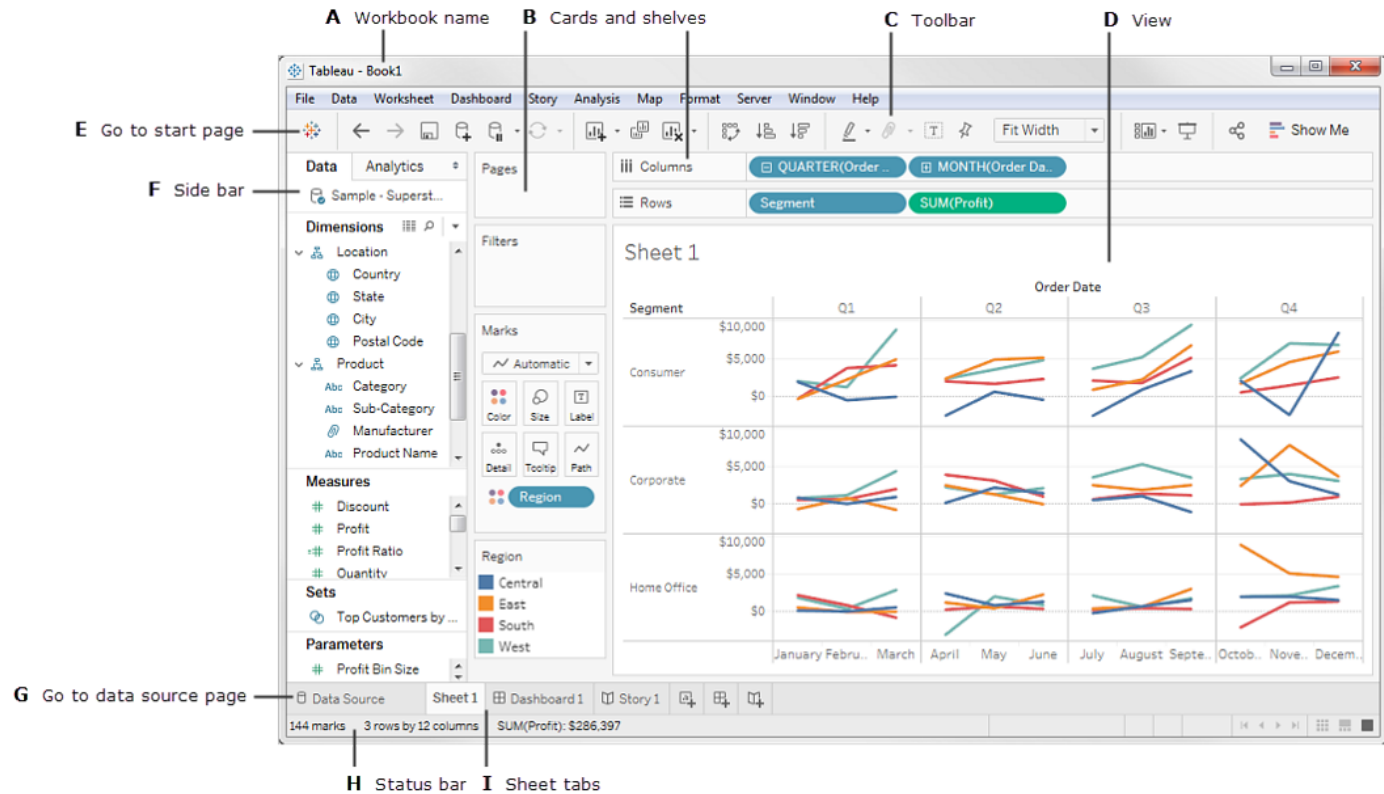 A Workbook name
B Cards and shelves
C Toolbar
D View
Tableau - Book1
File Data Worksheet Dashboard Story Analysis Map Format Server Window Help
E Go to start page
Fit Width
Show Me
Data Analytics
F Side bar
Sample - Superst...
Dimensions
Location
Country
State
City
Postal Code
Product
Abc Category
Abc Sub-Category
Manufacturer
Abc Product Name
Measures
Discount
Profit
Profit Ratio
Quantity
Sets
Top Customers by ...
Parameters
Profit Bin Size
Pages
Filters
Marks
Automatic
Color Size Label
Detail Tooltip Path
Region
Region
Central
East
South
West
Columns QUARTER(Order .. MONTH(Order Da..
Rows Segment SUM(Profit)
Sheet 1
Order Date
Segment Q1 Q2 Q3 Q4
Consumer
$10,000
$5,000
$0
Corporate
$10,000
$5,000
$0
Home Office
$10,000
$5,000
$0
January Febru.. March April May June July August Septe.. Octob.. Nove.. Decem..
G Go to data source page
Data Source Sheet 1 Dashboard 1 Story 1
144 marks 3 rows by 12 columns SUM(Profit): $286,397
H Status bar
I Sheet tabs